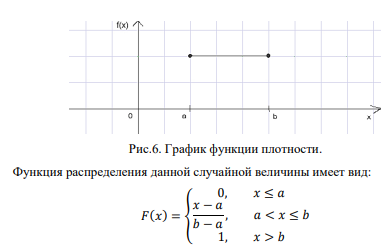 f(x)
0 a b x
Рис.6. График функции плотности.
Функция распределения данной случайной величины имеет вид:
0, x ≤ a
F(x) = { x − a / b − a, a < x ≤ b
1, x > b